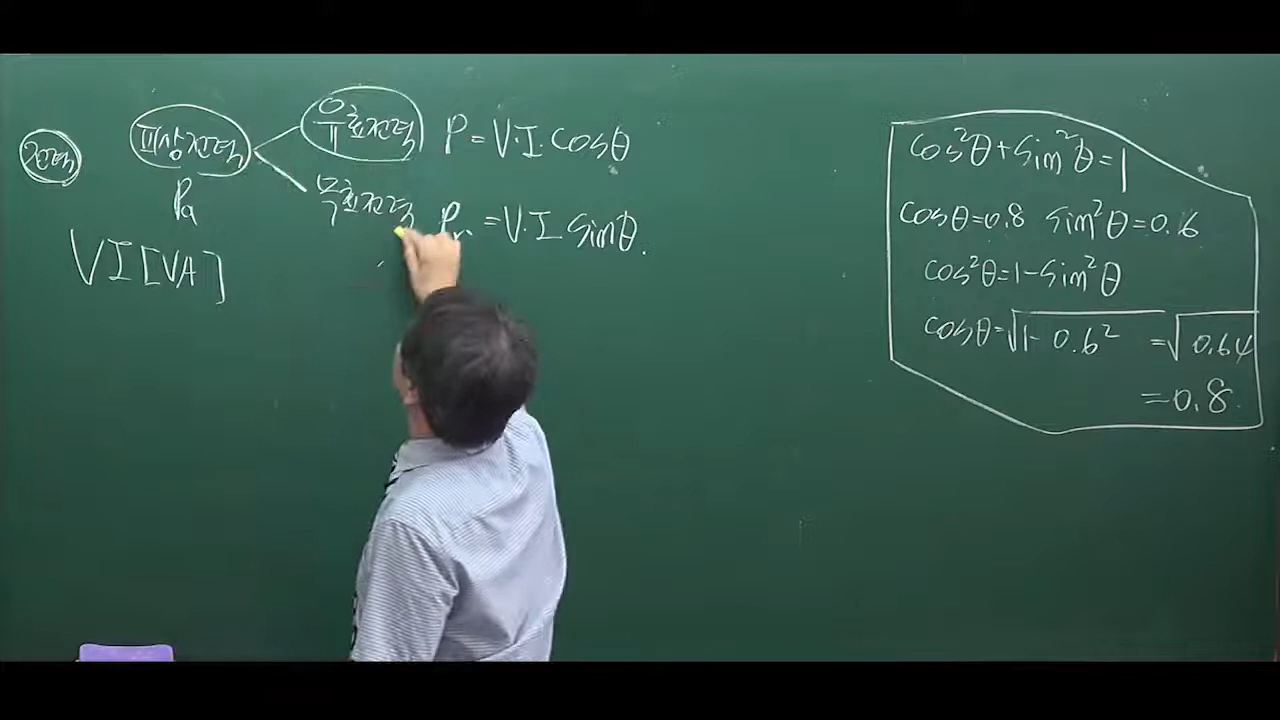 전력
피상전력
Pa
VI[VA]
유효전력 P=V·I·cosθ
무효전력 Pr=V·I sinθ.
cos²θ+sin²θ=1
cosθ=0.8 sin²θ=0.6
cos²θ=1-sin²θ
cosθ=√1-0.6² =√0.64
=0.8.